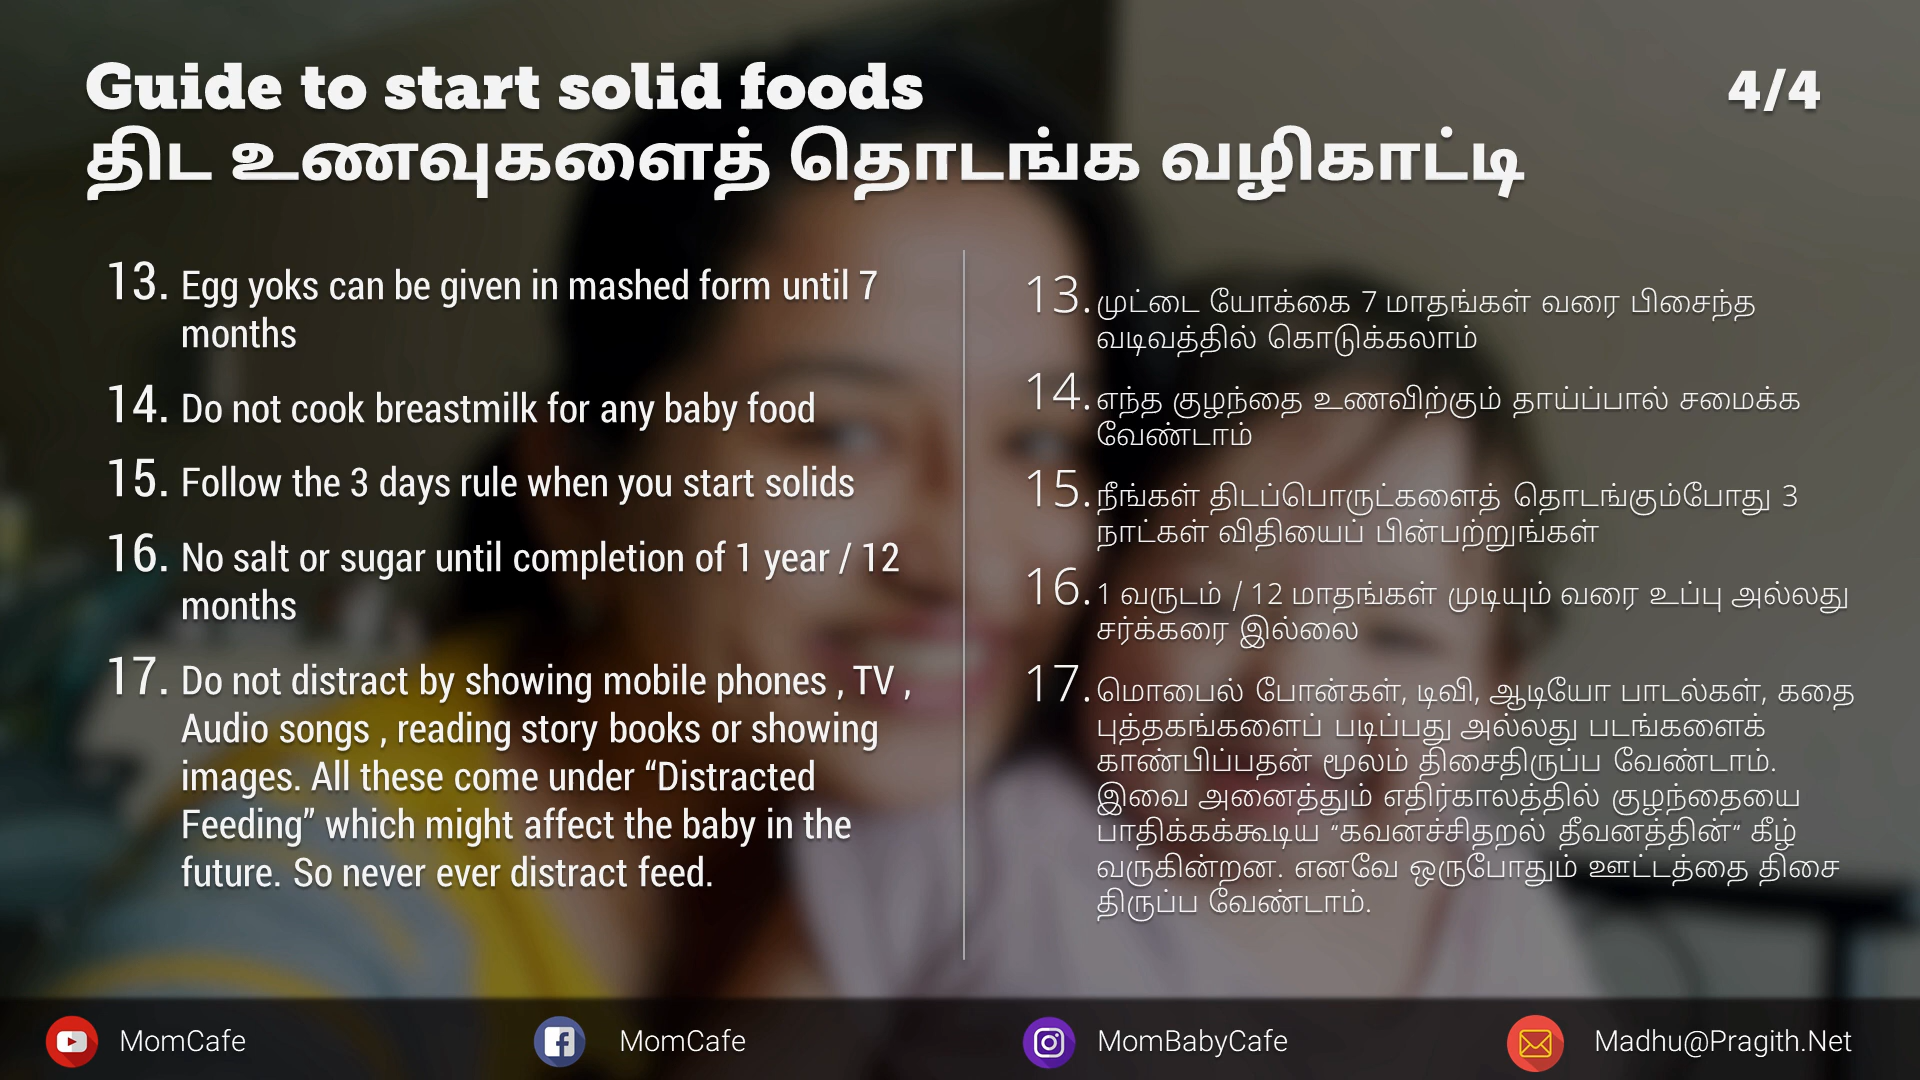 Guide to start solid foods
4/4
திட உணவுகளைத் தொடங்க வழிகாட்டி
13. Egg yoks can be given in mashed form until 7
months
14. Do not cook breastmilk for any baby food
15. Follow the 3 days rule when you start solids
16. No salt or sugar until completion of 1 year / 12
months
17. Do not distract by showing mobile phones , TV ,
Audio songs , reading story books or showing
images. All these come under “Distracted
Feeding” which might affect the baby in the
future. So never ever distract feed.
13. முட்டை யோக்கை 7 மாதங்கள் வரை பிசைந்த
வடிவத்தில் கொடுக்கலாம்
14. எந்த குழந்தை உணவிற்கும் தாய்ப்பால் சமைக்க
வேண்டாம்
15. நீங்கள் திடப்பொருட்களைத் தொடங்கும்போது 3
நாட்கள் விதியைப் பின்பற்றுங்கள்
16. 1 வருடம் / 12 மாதங்கள் முடியும் வரை உப்பு அல்லது
சர்க்கரை இல்லை
17. மொபைல் போன்கள், டிவி, ஆடியோ பாடல்கள், கதை
புத்தகங்களைப் படிப்பது அல்லது படங்களைக்
காண்பிப்பதன் மூலம் திசைதிருப்ப வேண்டாம்.
இவை அனைத்தும் எதிர்காலத்தில் குழந்தையை
பாதிக்கக்கூடிய “கவனச்சிதறல் தீவனத்தின்” கீழ்
வருகின்றன. எனவே ஒருபோதும் ஊட்டத்தை திசை
திருப்ப வேண்டாம்.
MomCafe
MomCafe
MomBabyCafe
Madhu@Pragith.Net